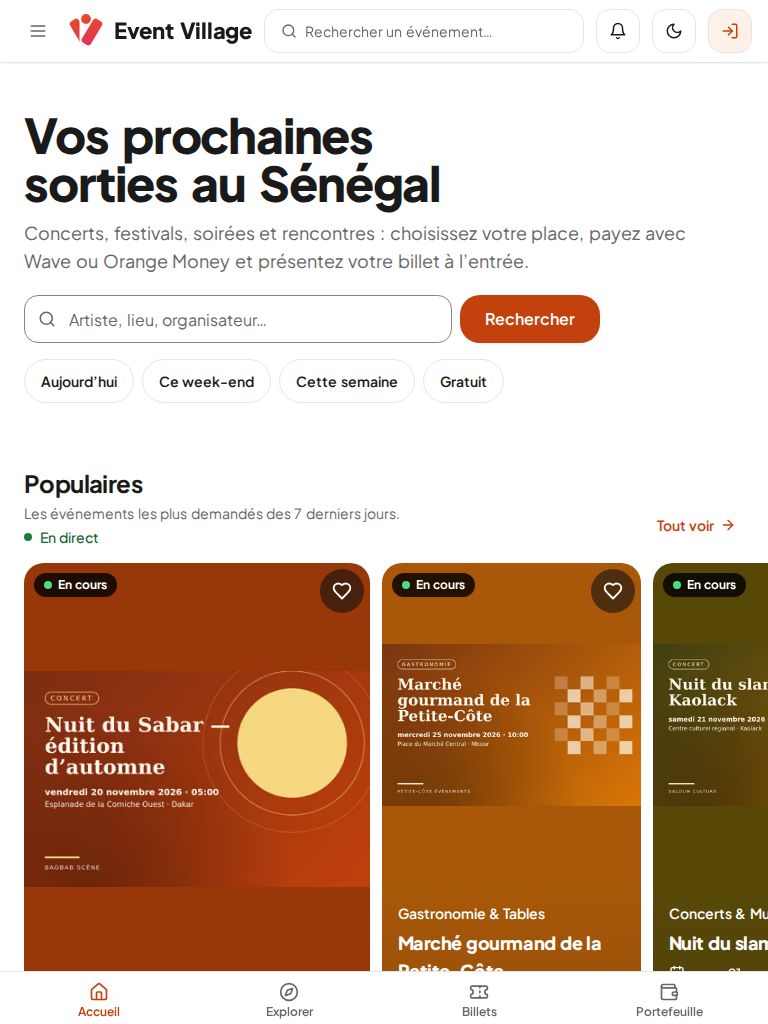 Event Village
Rechercher un événement…
Vos prochaines
sorties au Sénégal
Concerts, festivals, soirées et rencontres : choisissez votre place, payez avec
Wave ou Orange Money et présentez votre billet à l’entrée.
Artiste, lieu, organisateur…
Rechercher
Aujourd’hui
Ce week-end
Cette semaine
Gratuit
Populaires
Les événements les plus demandés des 7 derniers jours.
En direct
Tout voir
En cours
CONCERT
Nuit du Sabar —
édition
d’automne
vendredi 20 novembre 2026 · 05:00
Esplanade de la Corniche Ouest · Dakar
BAOBAB SCÈNE
En cours
GASTRONOMIE
Marché
gourmand de la
Petite-Côte
mercredi 25 novembre 2026 · 10:00
Place du Marché Central · Mbour
PETITE-CÔTE ÉVÉNEMENTS
Gastronomie & Tables
Marché gourmand de la
Petite-Côte
En cours
CONCERT
Nuit du slam
Kaolack
samedi 21 novembre 2026
Centre culturel régional · Kaolack
SALOUM CULTURE
Concerts & Mu
Nuit du slam
Accueil
Explorer
Billets
Portefeuille